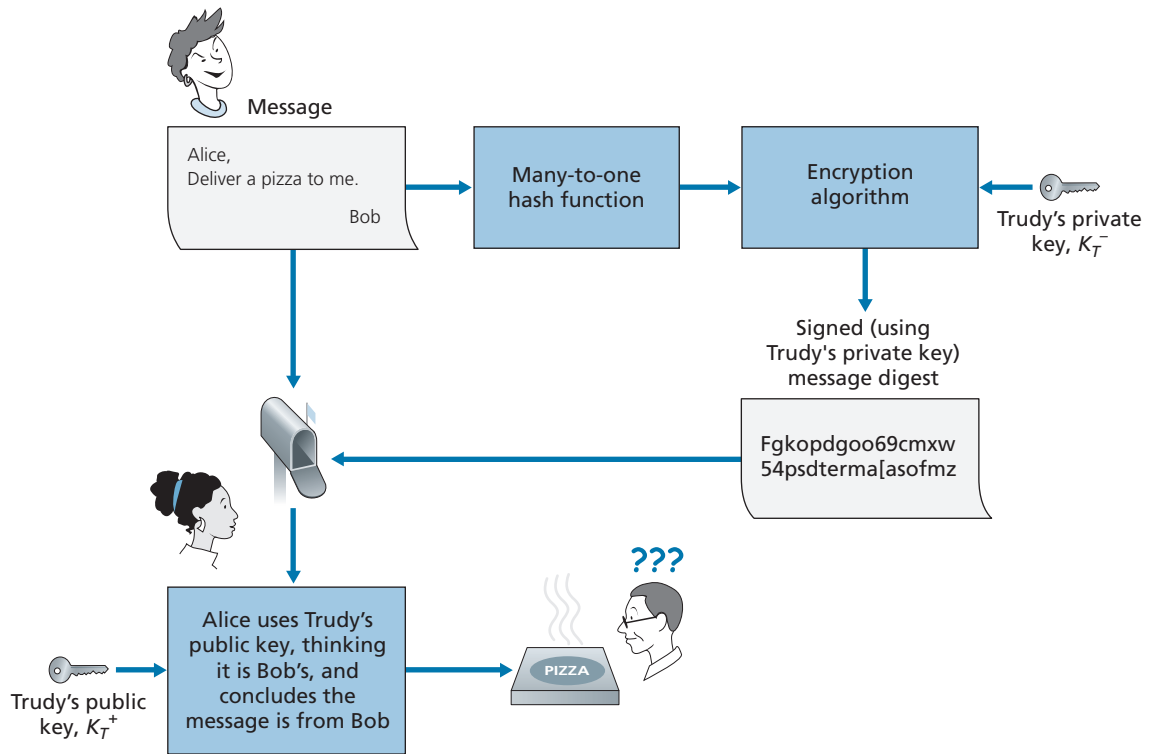 Message
Alice,
Deliver a pizza to me.
Bob
Many-to-one
hash function
Encryption
algorithm
Trudy’s private
key, K_T^-
Signed (using
Trudy's private key)
message digest
Fgkopdgoo69cmxw
54psdterma[asofmz
???
Alice uses Trudy’s
public key, thinking
it is Bob’s, and
concludes the
message is from Bob
PIZZA
Trudy’s public
key, K_T^+